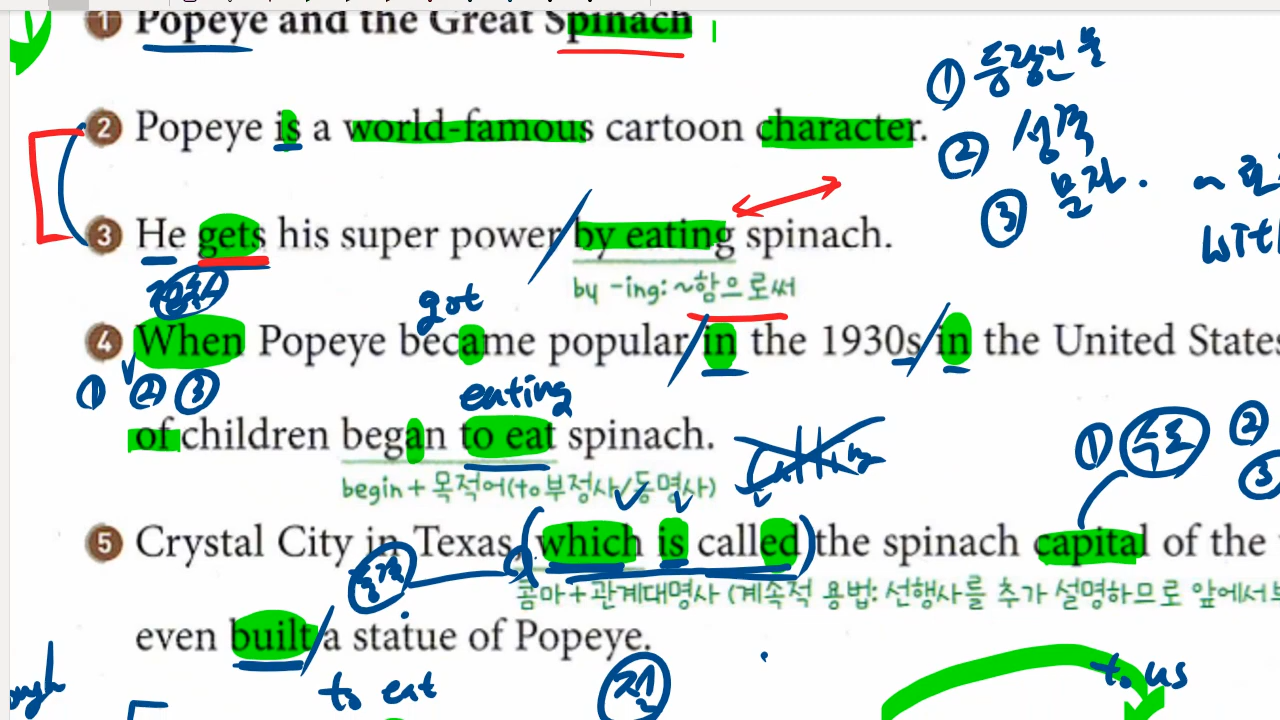 1 Popeye and the Great Spinach
① 등장인물
2 Popeye is a world-famous cartoon character.
② 성격
③ 문자.
3 He gets his super power by eating spinach.
by -ing: ~함으로써
접속사
got
4 When Popeye became popular in the 1930s in the United States
① ② ③
eating
of children began to eat spinach.
① 수도 ②
③
begin + 목적어(to부정사/동명사)
5 Crystal City in Texas, which is called the spinach capital of the
콤마+관계대명사 (계속적 용법: 선행사를 추가 설명하므로 앞에서부
even built a statue of Popeye.
to eat
to us